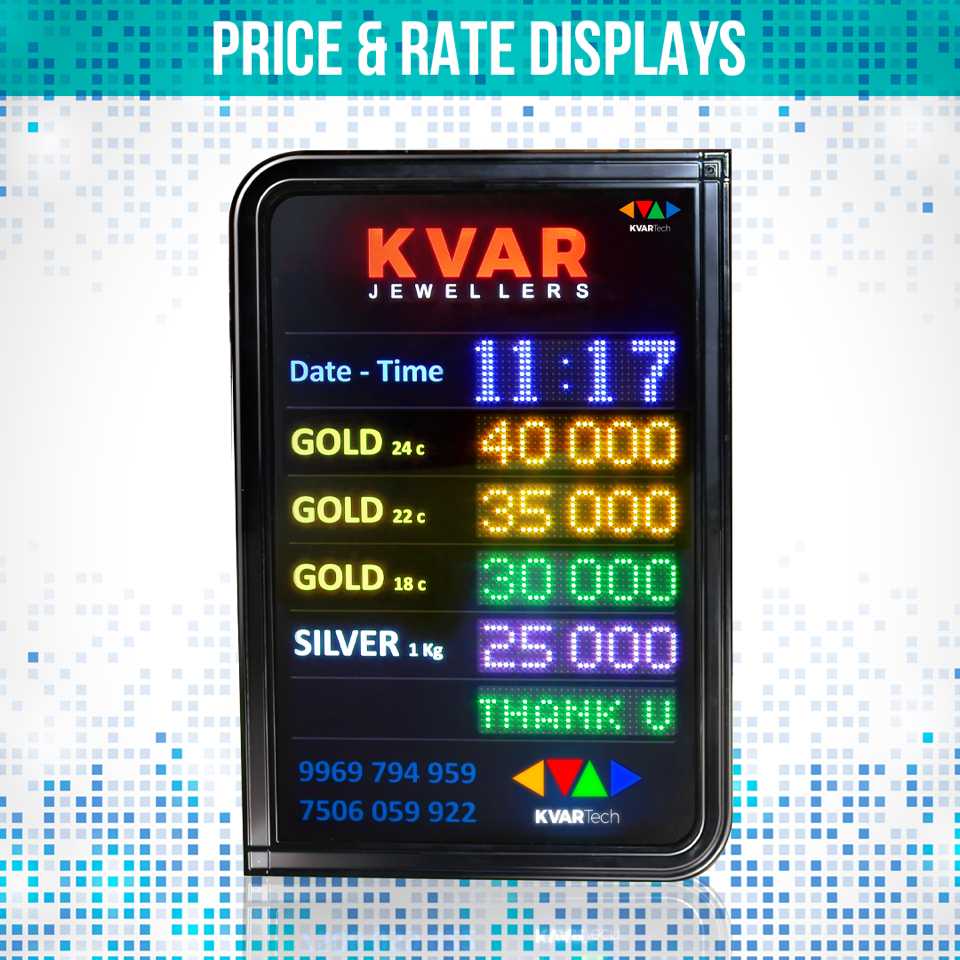 PRICE & RATE DISPLAYS
KVARTech
KVAR
JEWELLERS
Date - Time 11:17
GOLD 24 c 40 000
GOLD 22 c 35 000
GOLD 18 c 30 000
SILVER 1 Kg 25 000
THANK U
9969 794 959
7506 059 922
KVARTech